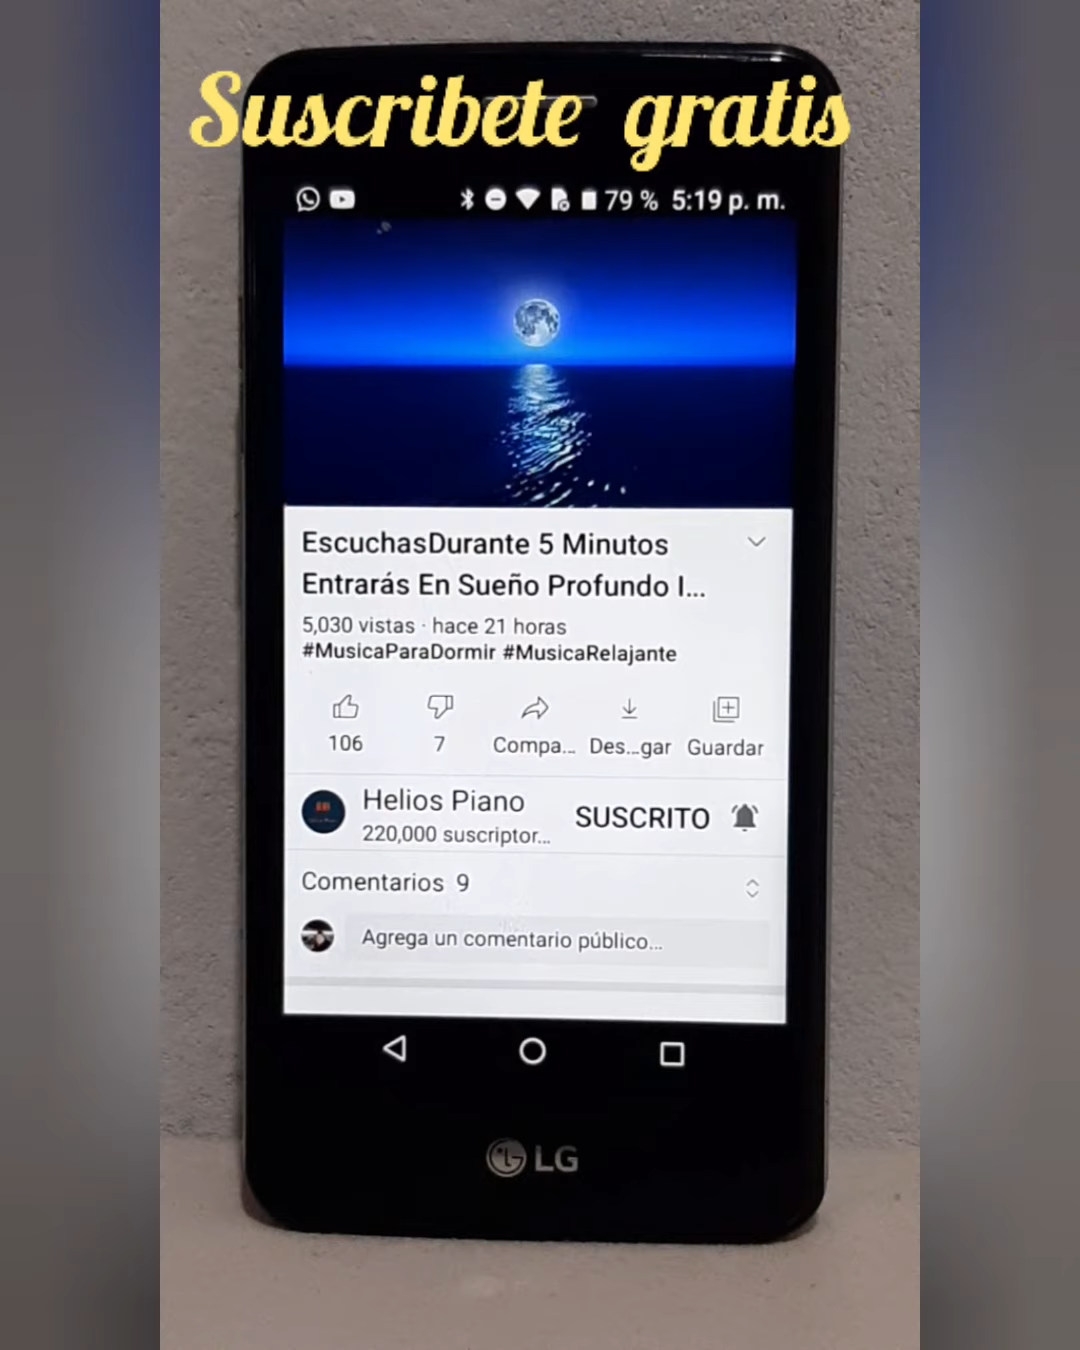 Suscribete gratis
79 % 5:19 p. m.
EscuchasDurante 5 Minutos
Entrarás En Sueño Profundo I...
5,030 vistas · hace 21 horas
#MusicaParaDormir #MusicaRelajante
106 7 Compa... Des...gar Guardar
Helios Piano
220,000 suscriptor...
SUSCRITO
Comentarios 9
Agrega un comentario público...
LG